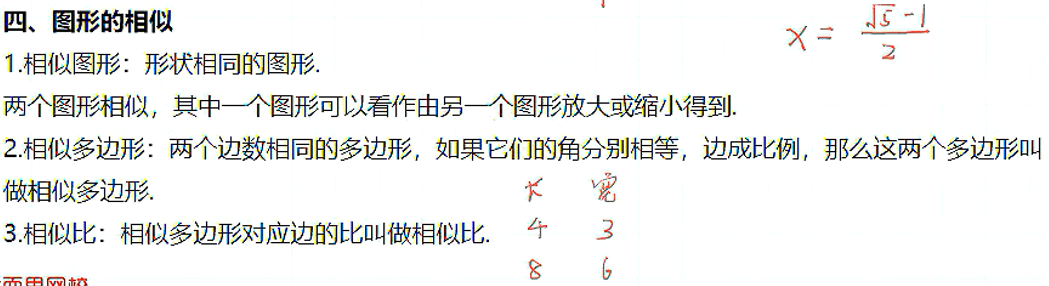 四、图形的相似
x = (√5 - 1)/2
1.相似图形：形状相同的图形.
两个图形相似，其中一个图形可以看作由另一个图形放大或缩小得到.
2.相似多边形：两个边数相同的多边形，如果它们的角分别相等，边成比例，那么这两个多边形叫
做相似多边形.
长 宽
3.相似比：相似多边形对应边的比叫做相似比.
4 3
8 6